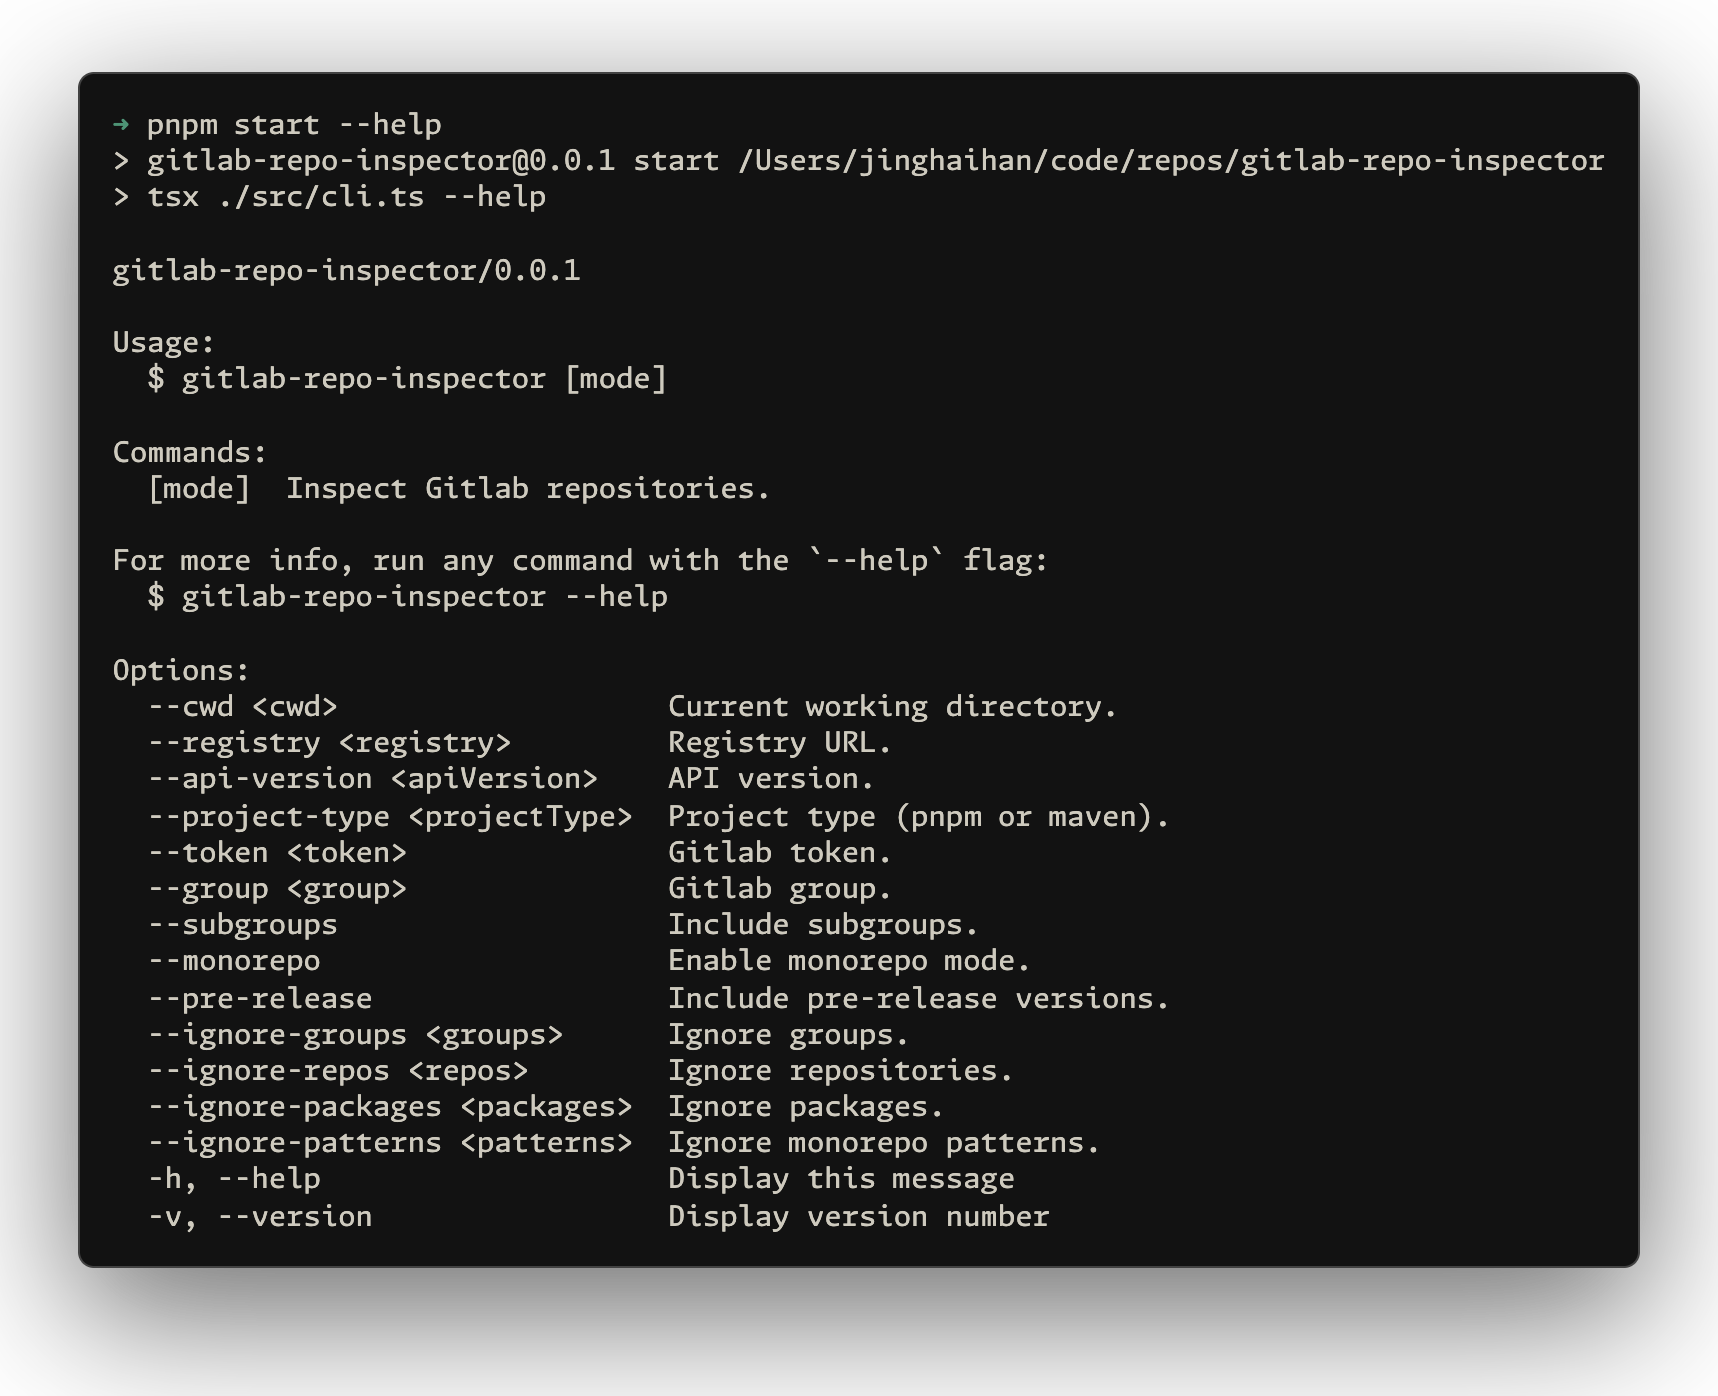 ➜ pnpm start --help
> gitlab-repo-inspector@0.0.1 start /Users/jinghaihan/code/repos/gitlab-repo-inspector
> tsx ./src/cli.ts --help
gitlab-repo-inspector/0.0.1
Usage:
  $ gitlab-repo-inspector [mode]
Commands:
  [mode]  Inspect Gitlab repositories.
For more info, run any command with the `--help` flag:
  $ gitlab-repo-inspector --help
Options:
  --cwd <cwd>                   Current working directory.
  --registry <registry>         Registry URL.
  --api-version <apiVersion>    API version.
  --project-type <projectType>  Project type (pnpm or maven).
  --token <token>               Gitlab token.
  --group <group>               Gitlab group.
  --subgroups                   Include subgroups.
  --monorepo                    Enable monorepo mode.
  --pre-release                 Include pre-release versions.
  --ignore-groups <groups>      Ignore groups.
  --ignore-repos <repos>        Ignore repositories.
  --ignore-packages <packages>  Ignore packages.
  --ignore-patterns <patterns>  Ignore monorepo patterns.
  -h, --help                    Display this message
  -v, --version                 Display version number